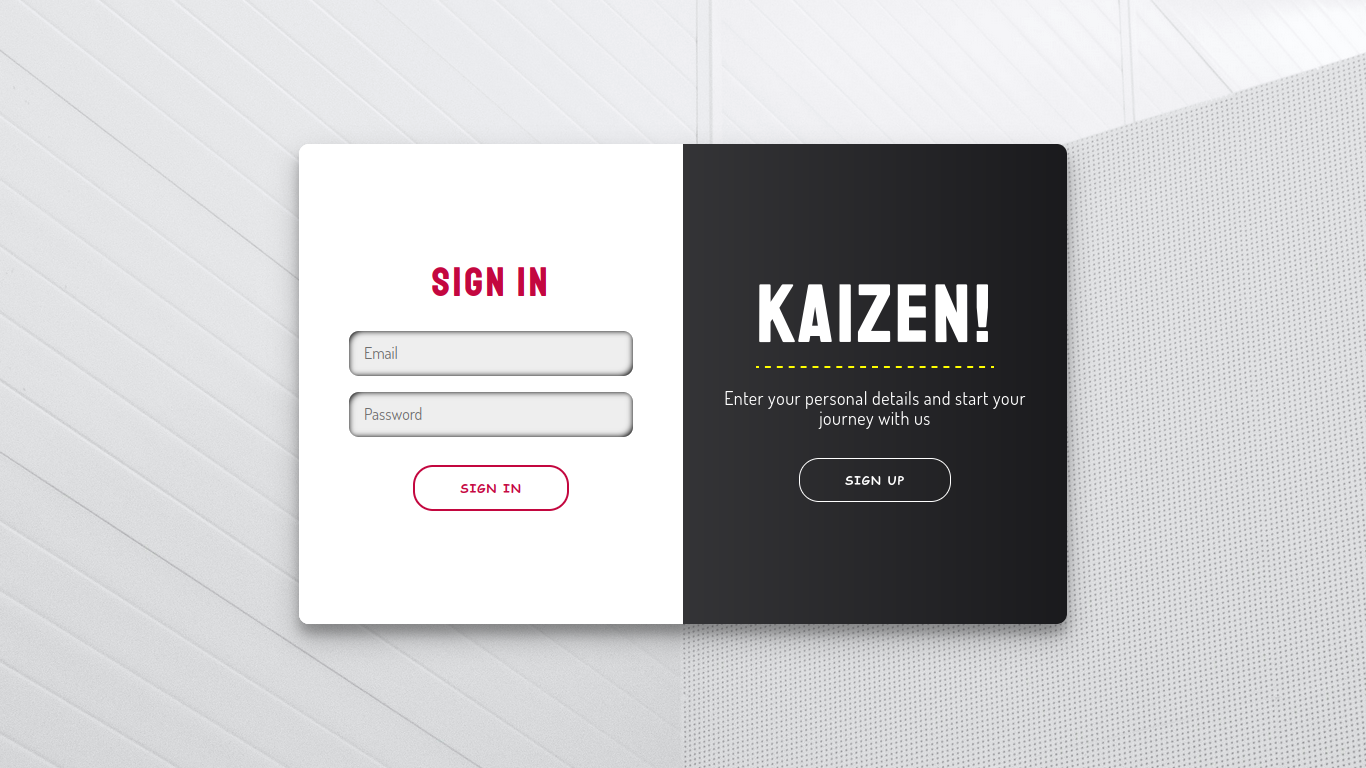 SIGN IN
Email
Password
SIGN IN
KAIZEN!
Enter your personal details and start your
journey with us
SIGN UP